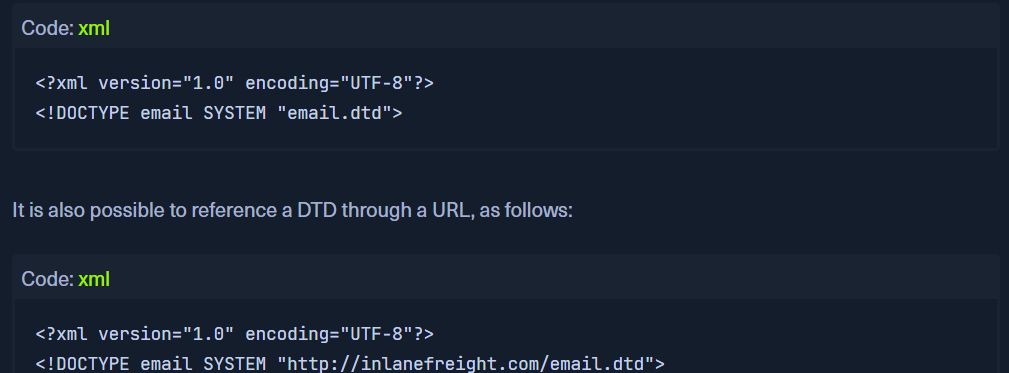 Code: xml
<?xml version="1.0" encoding="UTF-8"?>
<!DOCTYPE email SYSTEM "email.dtd">
It is also possible to reference a DTD through a URL, as follows:
Code: xml
<?xml version="1.0" encoding="UTF-8"?>
<!DOCTYPE email SYSTEM "http://inlanefreight.com/email.dtd">